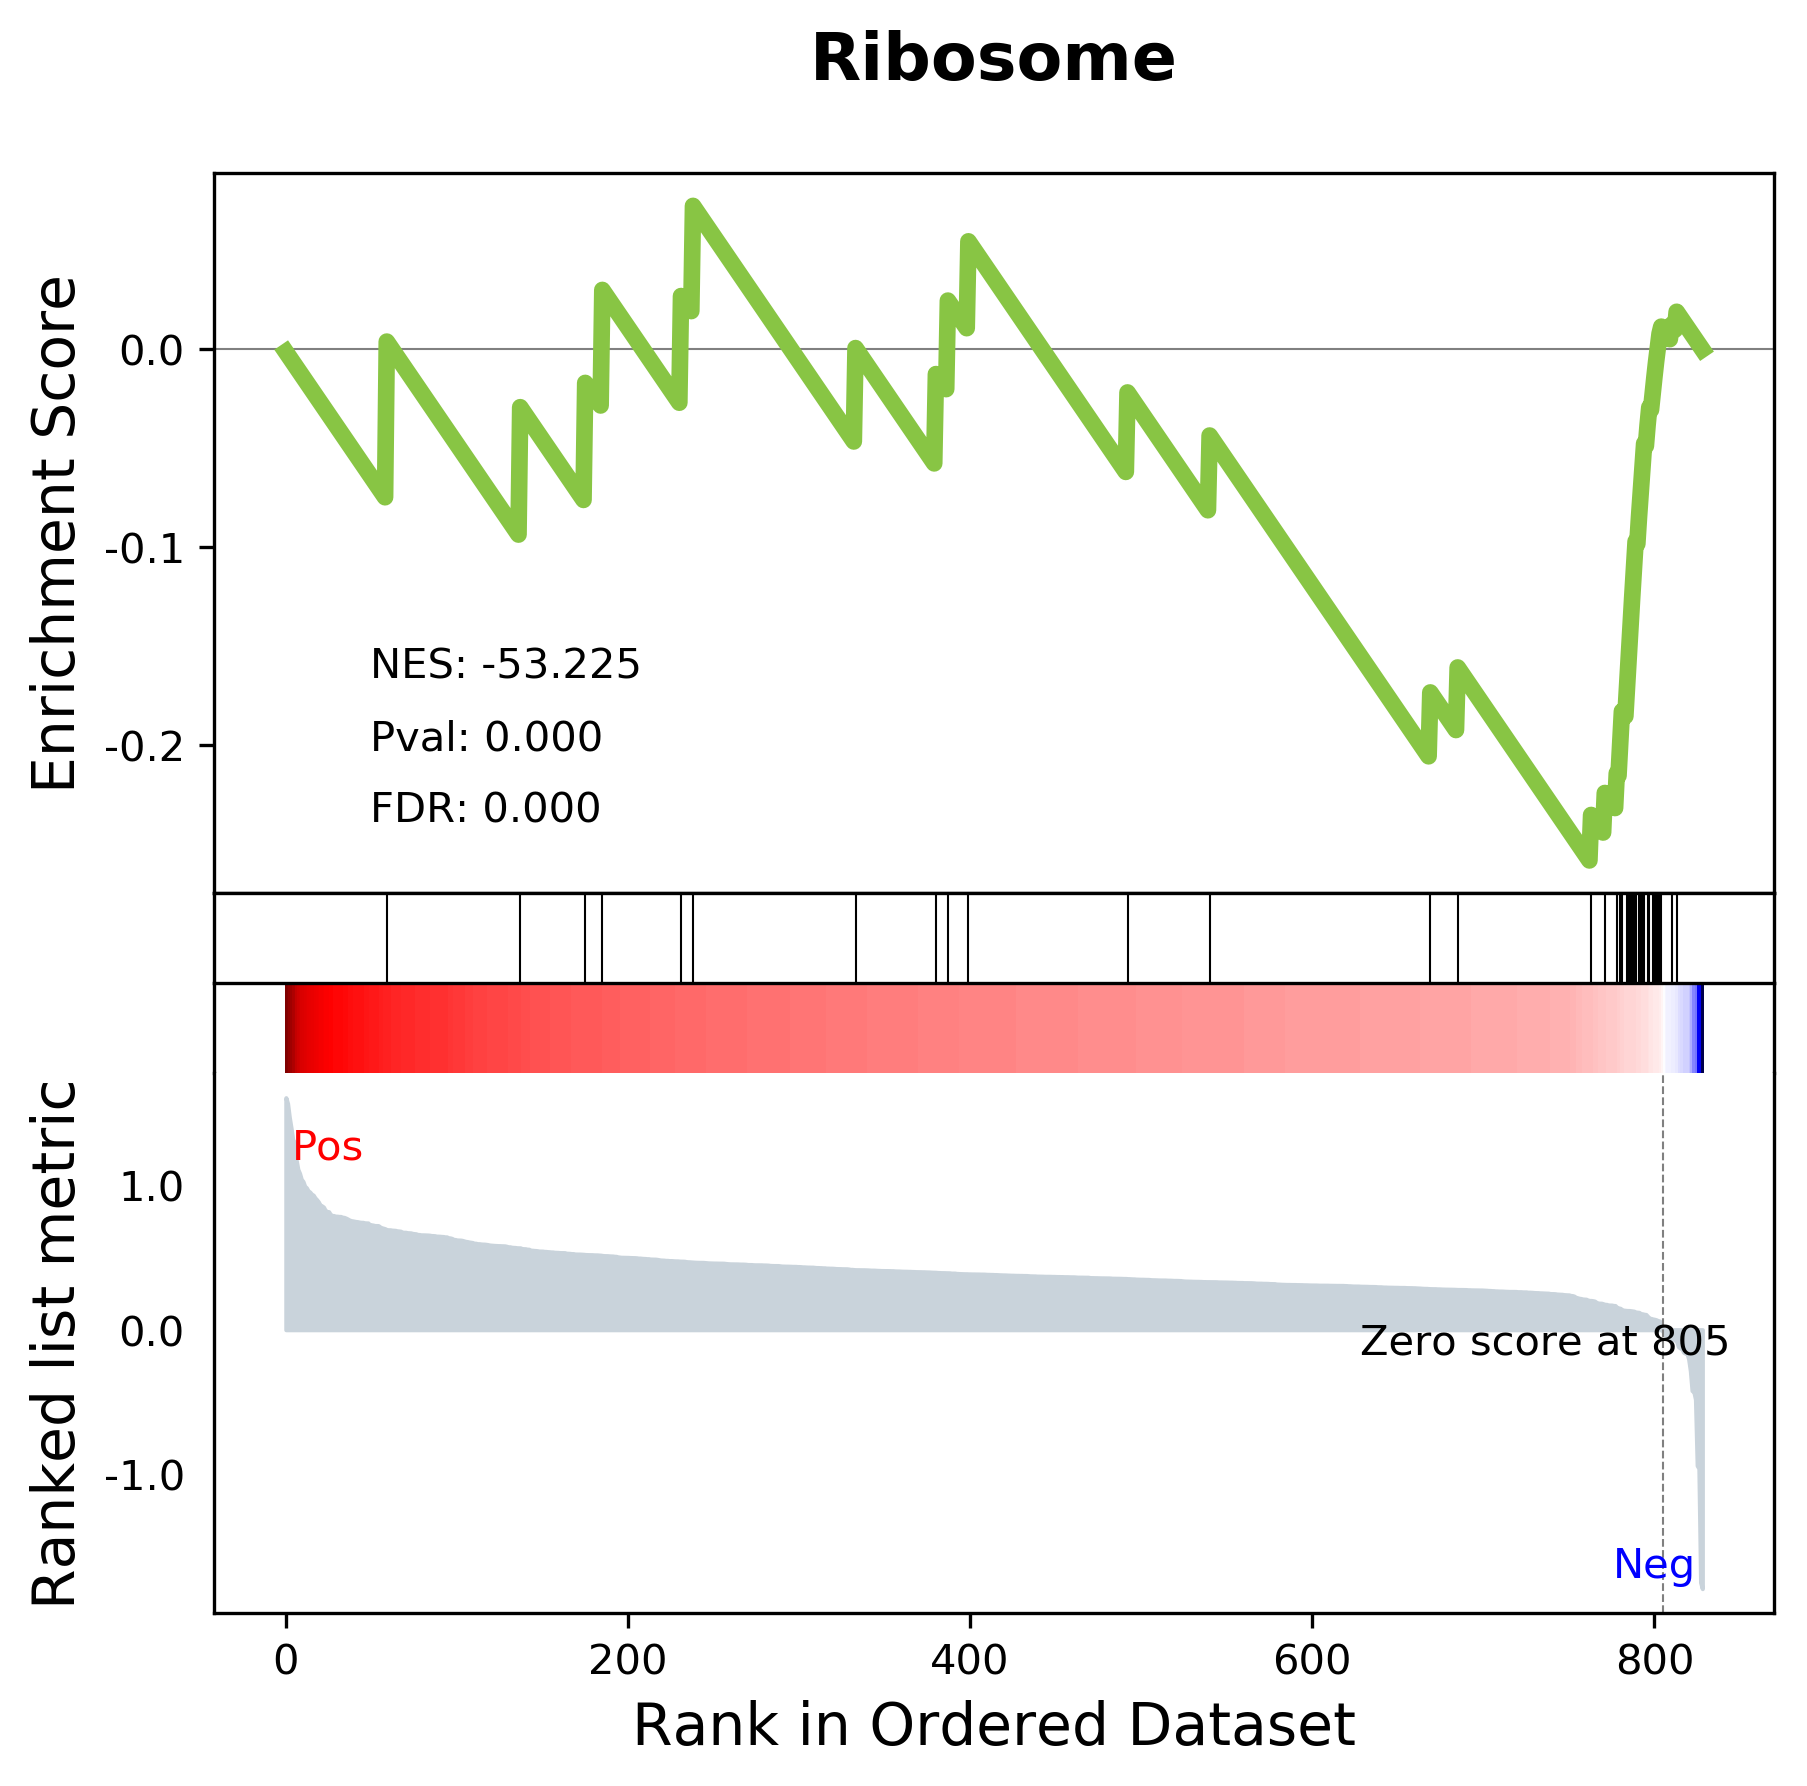 Ribosome
Enrichment Score
0.0
-0.1
-0.2
NES: -53.225
Pval: 0.000
FDR: 0.000
Ranked list metric
Pos
1.0
0.0
Zero score at 805
-1.0
Neg
0 200 400 600 800
Rank in Ordered Dataset